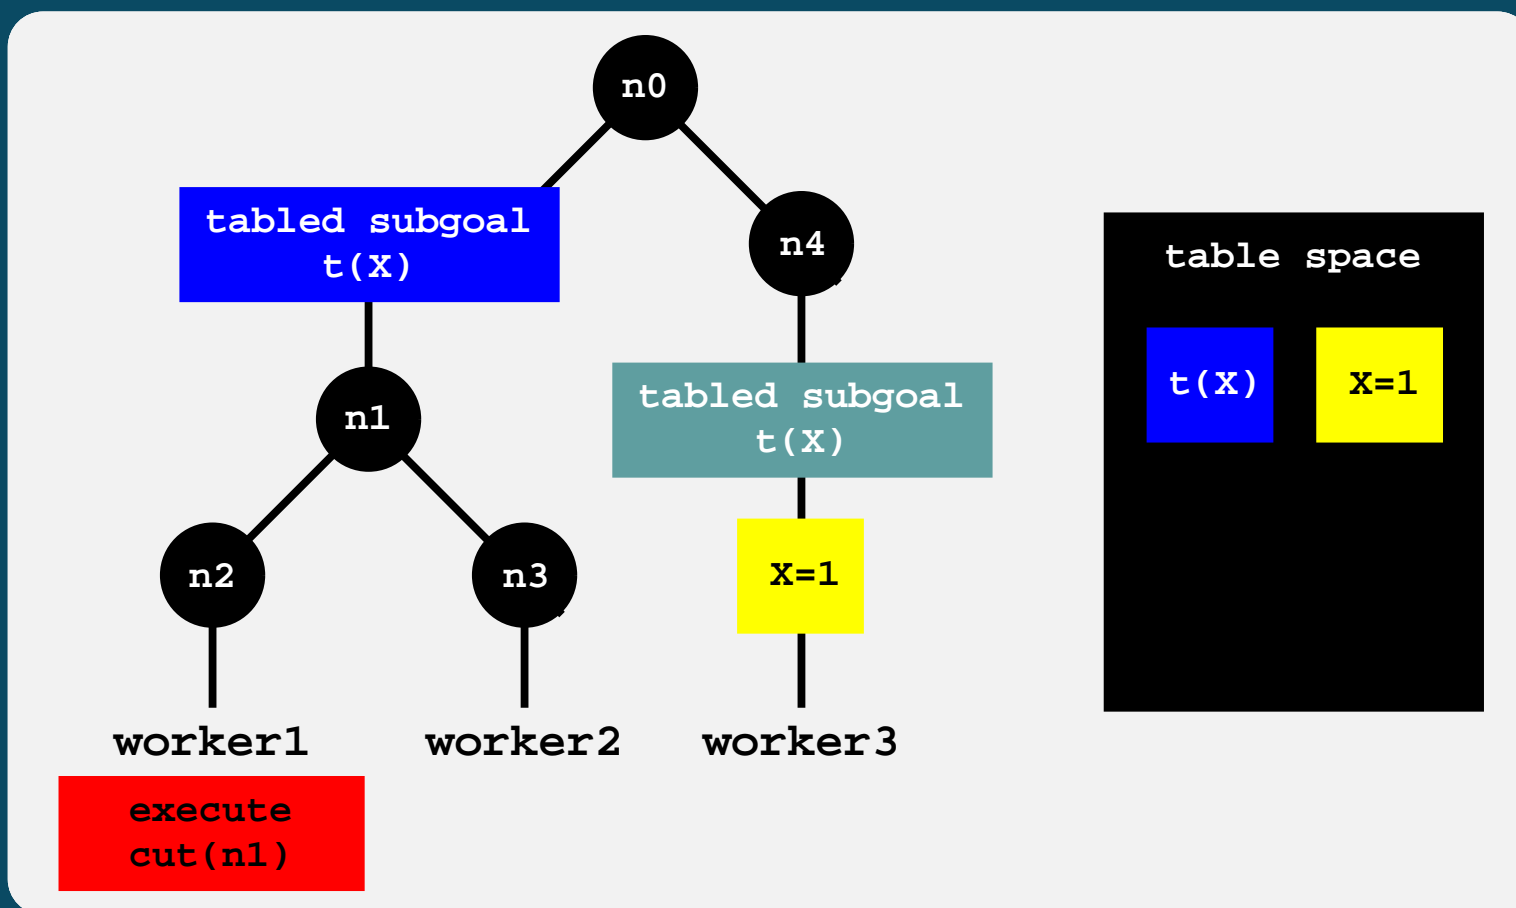 n0
tabled subgoal
t(X)
n4
table space
t(X)
X=1
tabled subgoal
t(X)
n1
n2
n3
X=1
worker1
worker2
worker3
execute
cut(n1)